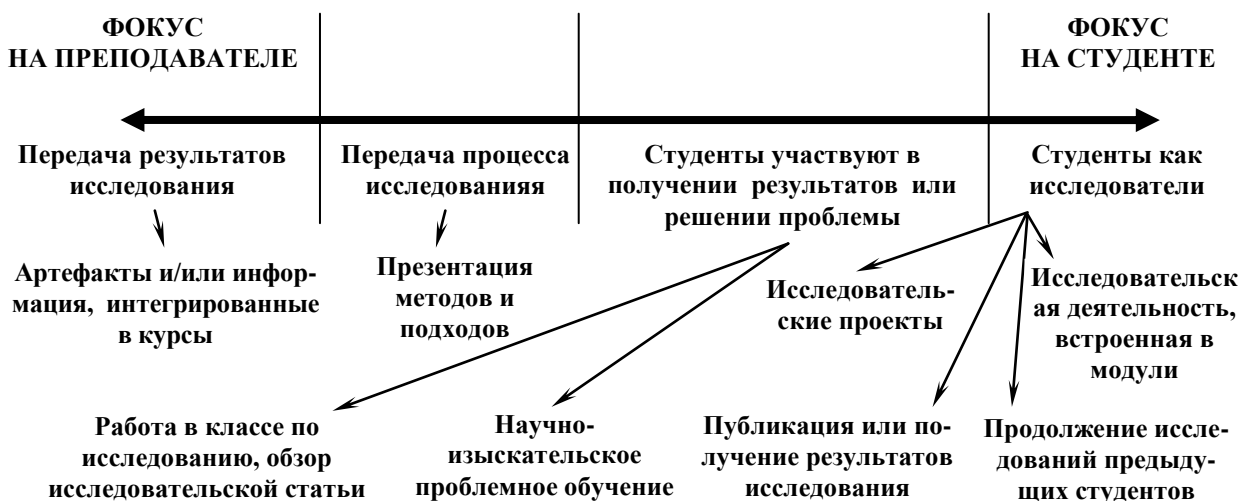 ФОКУС
НА ПРЕПОДАВАТЕЛЕ
ФОКУС
НА СТУДЕНТЕ
Передача результатов
исследования
Передача процесса
исследованияя
Студенты участвуют в
получении результатов или
решении проблемы
Студенты как
исследователи
Артефакты и/или инфор-
мация, интегрированные
в курсы
Презентация
методов и
подходов
Исследователь-
ские проекты
Исследовательск
ая деятельность,
встроенная в
модули
Работа в классе по
исследованию, обзор
исследовательской статьи
Научно-
изыскательское
проблемное обучение
Публикация или по-
лучение результатов
исследования
Продолжение иссле-
дований предыду-
щих студентов